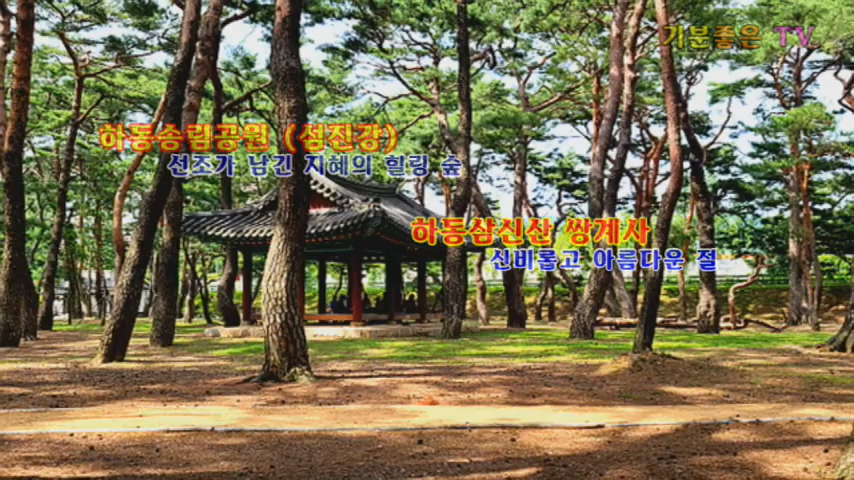 기분좋은 TV
하동송림공원 (섬진강)
선조가 남긴 지혜의 힐링 숲
하동삼신산 쌍계사
신비롭고 아름다운 절